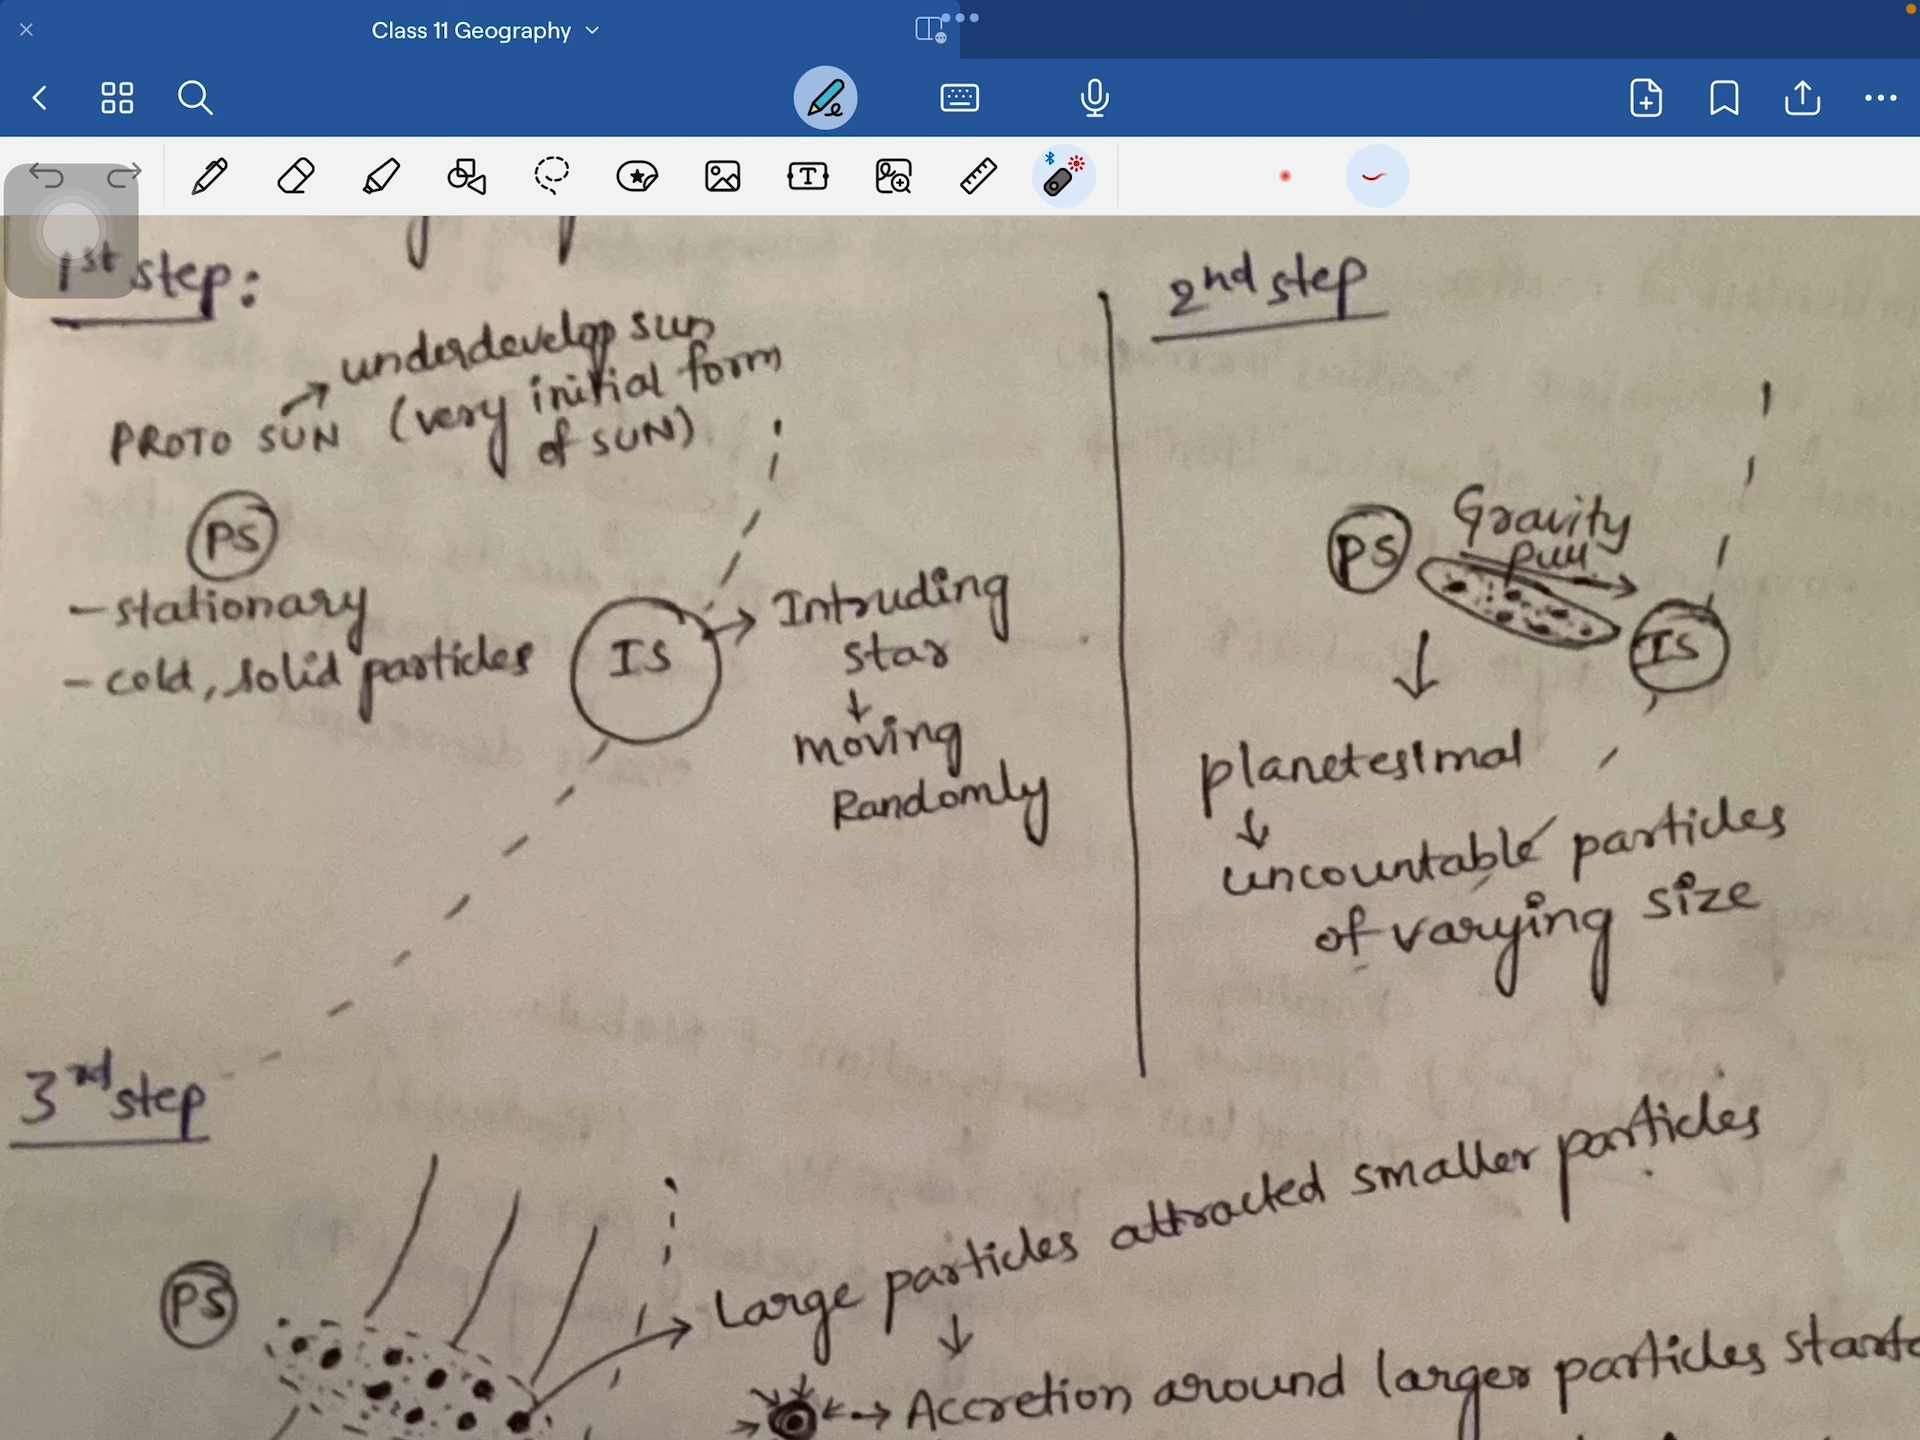 Class 11 Geography
1st step:
underdevelop sun
PROTO SUN (very initial form
of SUN)
PS
- stationary
- cold, solid particles
IS
Intruding
star
moving
Randomly
2nd step
PS
Gravity
pull
IS
planetesimal
uncountable particles
of varying size
3rd step
PS
Large particles attracted smaller particles
Accretion around larger particles